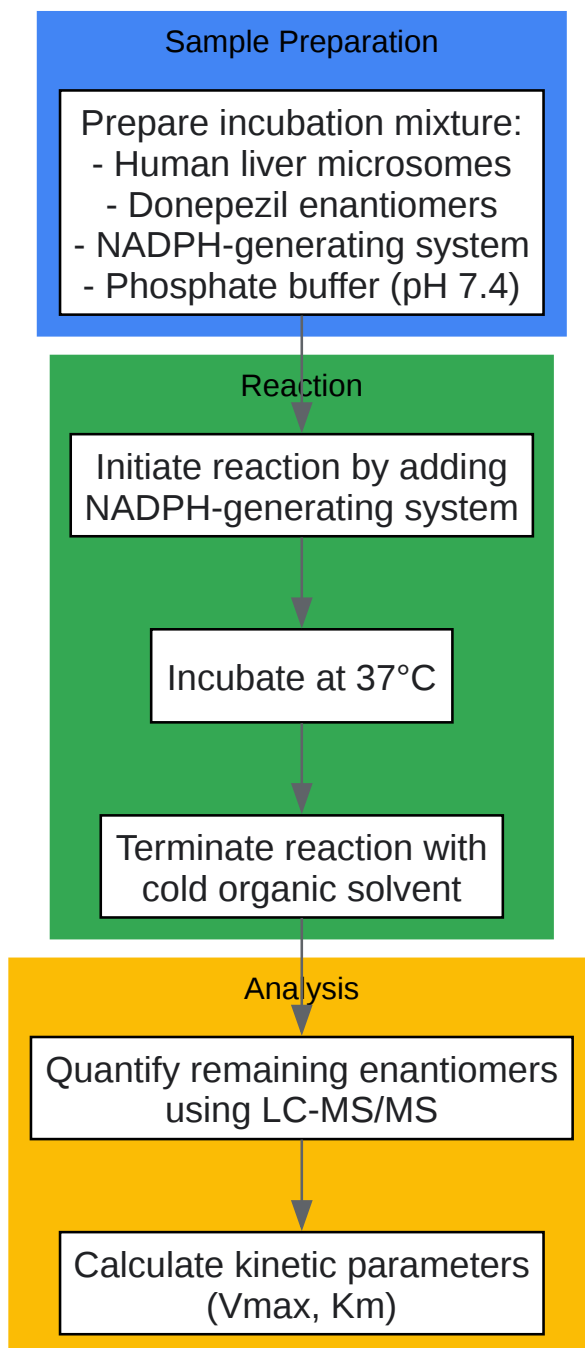 Sample Preparation
Prepare incubation mixture:
- Human liver microsomes
- Donepezil enantiomers
- NADPH-generating system
- Phosphate buffer (pH 7.4)
Reaction
Initiate reaction by adding
NADPH-generating system
Incubate at 37°C
Terminate reaction with
cold organic solvent
Analysis
Quantify remaining enantiomers
using LC-MS/MS
Calculate kinetic parameters
(Vmax, Km)